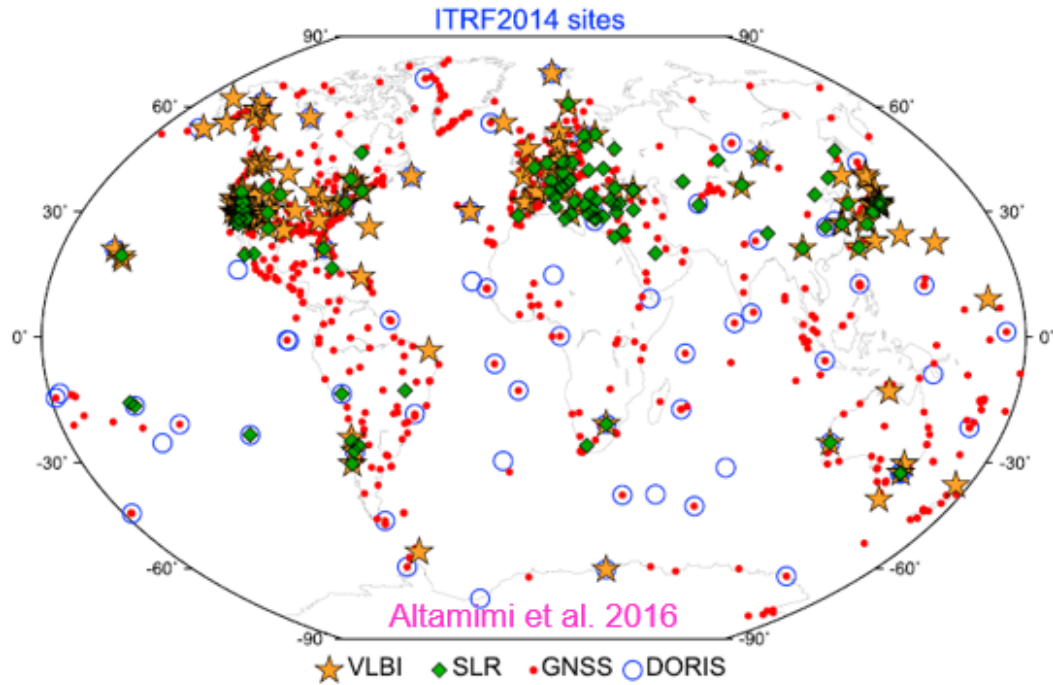 ITRF2014 sites
90˚ 90˚
60˚ 60˚
30˚ 30˚
0˚ 0˚
-30˚ -30˚
-60˚ -60˚
Altamimi et al. 2016
-90˚ -90˚
VLBI SLR GNSS DORIS